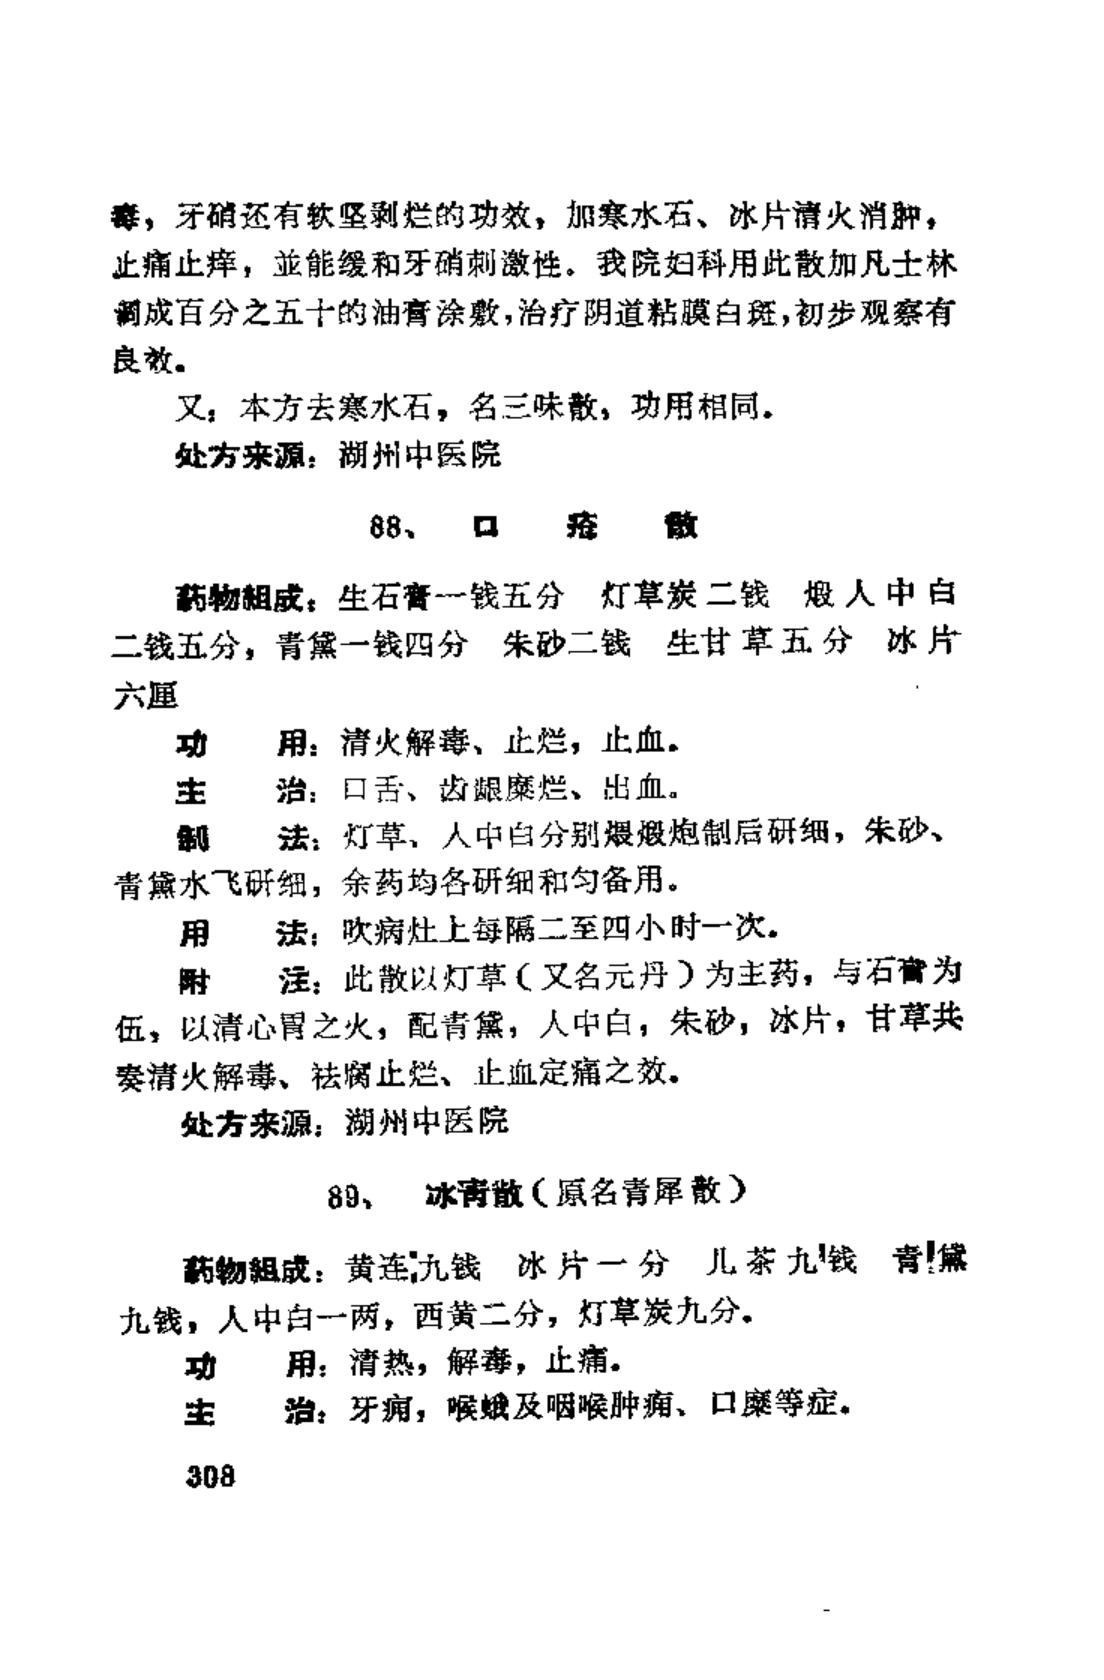 毒，牙硝还有软坚剥烂的功效，加寒水石、冰片清火消肿，
止痛止痒，並能缓和牙硝刺激性。我院妇科用此散加凡士林
调成百分之五十的油膏涂敷，治疗阴道粘膜白斑，初步观察有
良效。
又：本方去寒水石，名三味散，功用相同。
处方来源：湖州中医院
88、 口 疮 散
药物组成：生石膏一钱五分 灯草炭二钱 煅人中白
二钱五分，青黛一钱四分 朱砂二钱 生甘草五分 冰片
六厘
功 用：清火解毒、止烂，止血。
主 治：口舌、齿龈糜烂、出血。
制 法：灯草、人中白分别煨煅炮制后研细，朱砂、
青黛水飞研细，余药均各研细和匀备用。
用 法：吹病灶上每隔二至四小时一次。
附 注：此散以灯草（又名元丹）为主药，与石膏为
伍，以清心胃之火，配青黛，人中白，朱砂，冰片，甘草共
奏清火解毒、祛腐止烂、止血定痛之效。
处方来源：湖州中医院
89、 冰青散（原名青犀散）
药物组成：黄连九钱 冰片一分 儿茶九钱 青黛
九钱，人中白一两，西黄二分，灯草炭九分。
功 用：清热，解毒，止痛。
主 治：牙痈，喉蛾及咽喉肿痈、口糜等症。
308